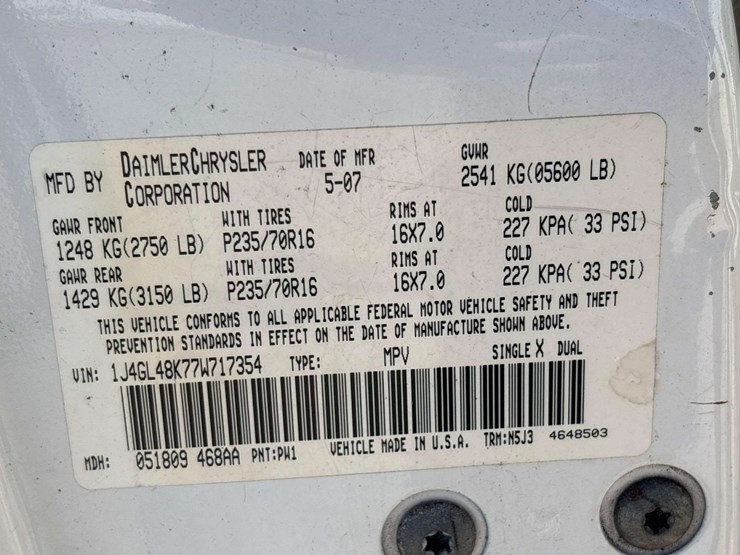 MFD BY DAIMLERCHRYSLER CORPORATION DATE OF MFR 5-07 GVWR 2541 KG(05600 LB)
GAWR FRONT WITH TIRES RIMS AT COLD
1248 KG(2750 LB) P235/70R16 16X7.0 227 KPA( 33 PSI)
GAWR REAR WITH TIRES RIMS AT COLD
1429 KG(3150 LB) P235/70R16 16X7.0 227 KPA( 33 PSI)
THIS VEHICLE CONFORMS TO ALL APPLICABLE FEDERAL MOTOR VEHICLE SAFETY AND THEFT
PREVENTION STANDARDS IN EFFECT ON THE DATE OF MANUFACTURE SHOWN ABOVE.
VIN: 1J4GL48K77W717354 TYPE: MPV SINGLE X DUAL
MDH: 051809 468AA PNT:PW1 VEHICLE MADE IN U.S.A. TRM:N5J3 4648503